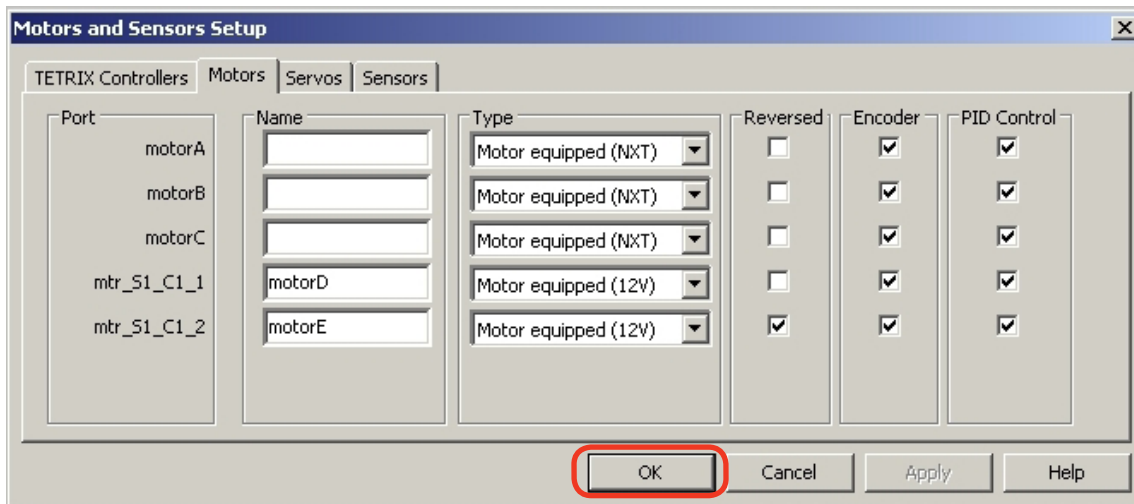 Motors and Sensors Setup
TETRIX Controllers Motors Servos Sensors
Port Name Type Reversed Encoder PID Control
motorA Motor equipped (NXT)
motorB Motor equipped (NXT)
motorC Motor equipped (NXT)
mtr_S1_C1_1 motorD Motor equipped (12V)
mtr_S1_C1_2 motorE Motor equipped (12V)
OK Cancel Apply Help